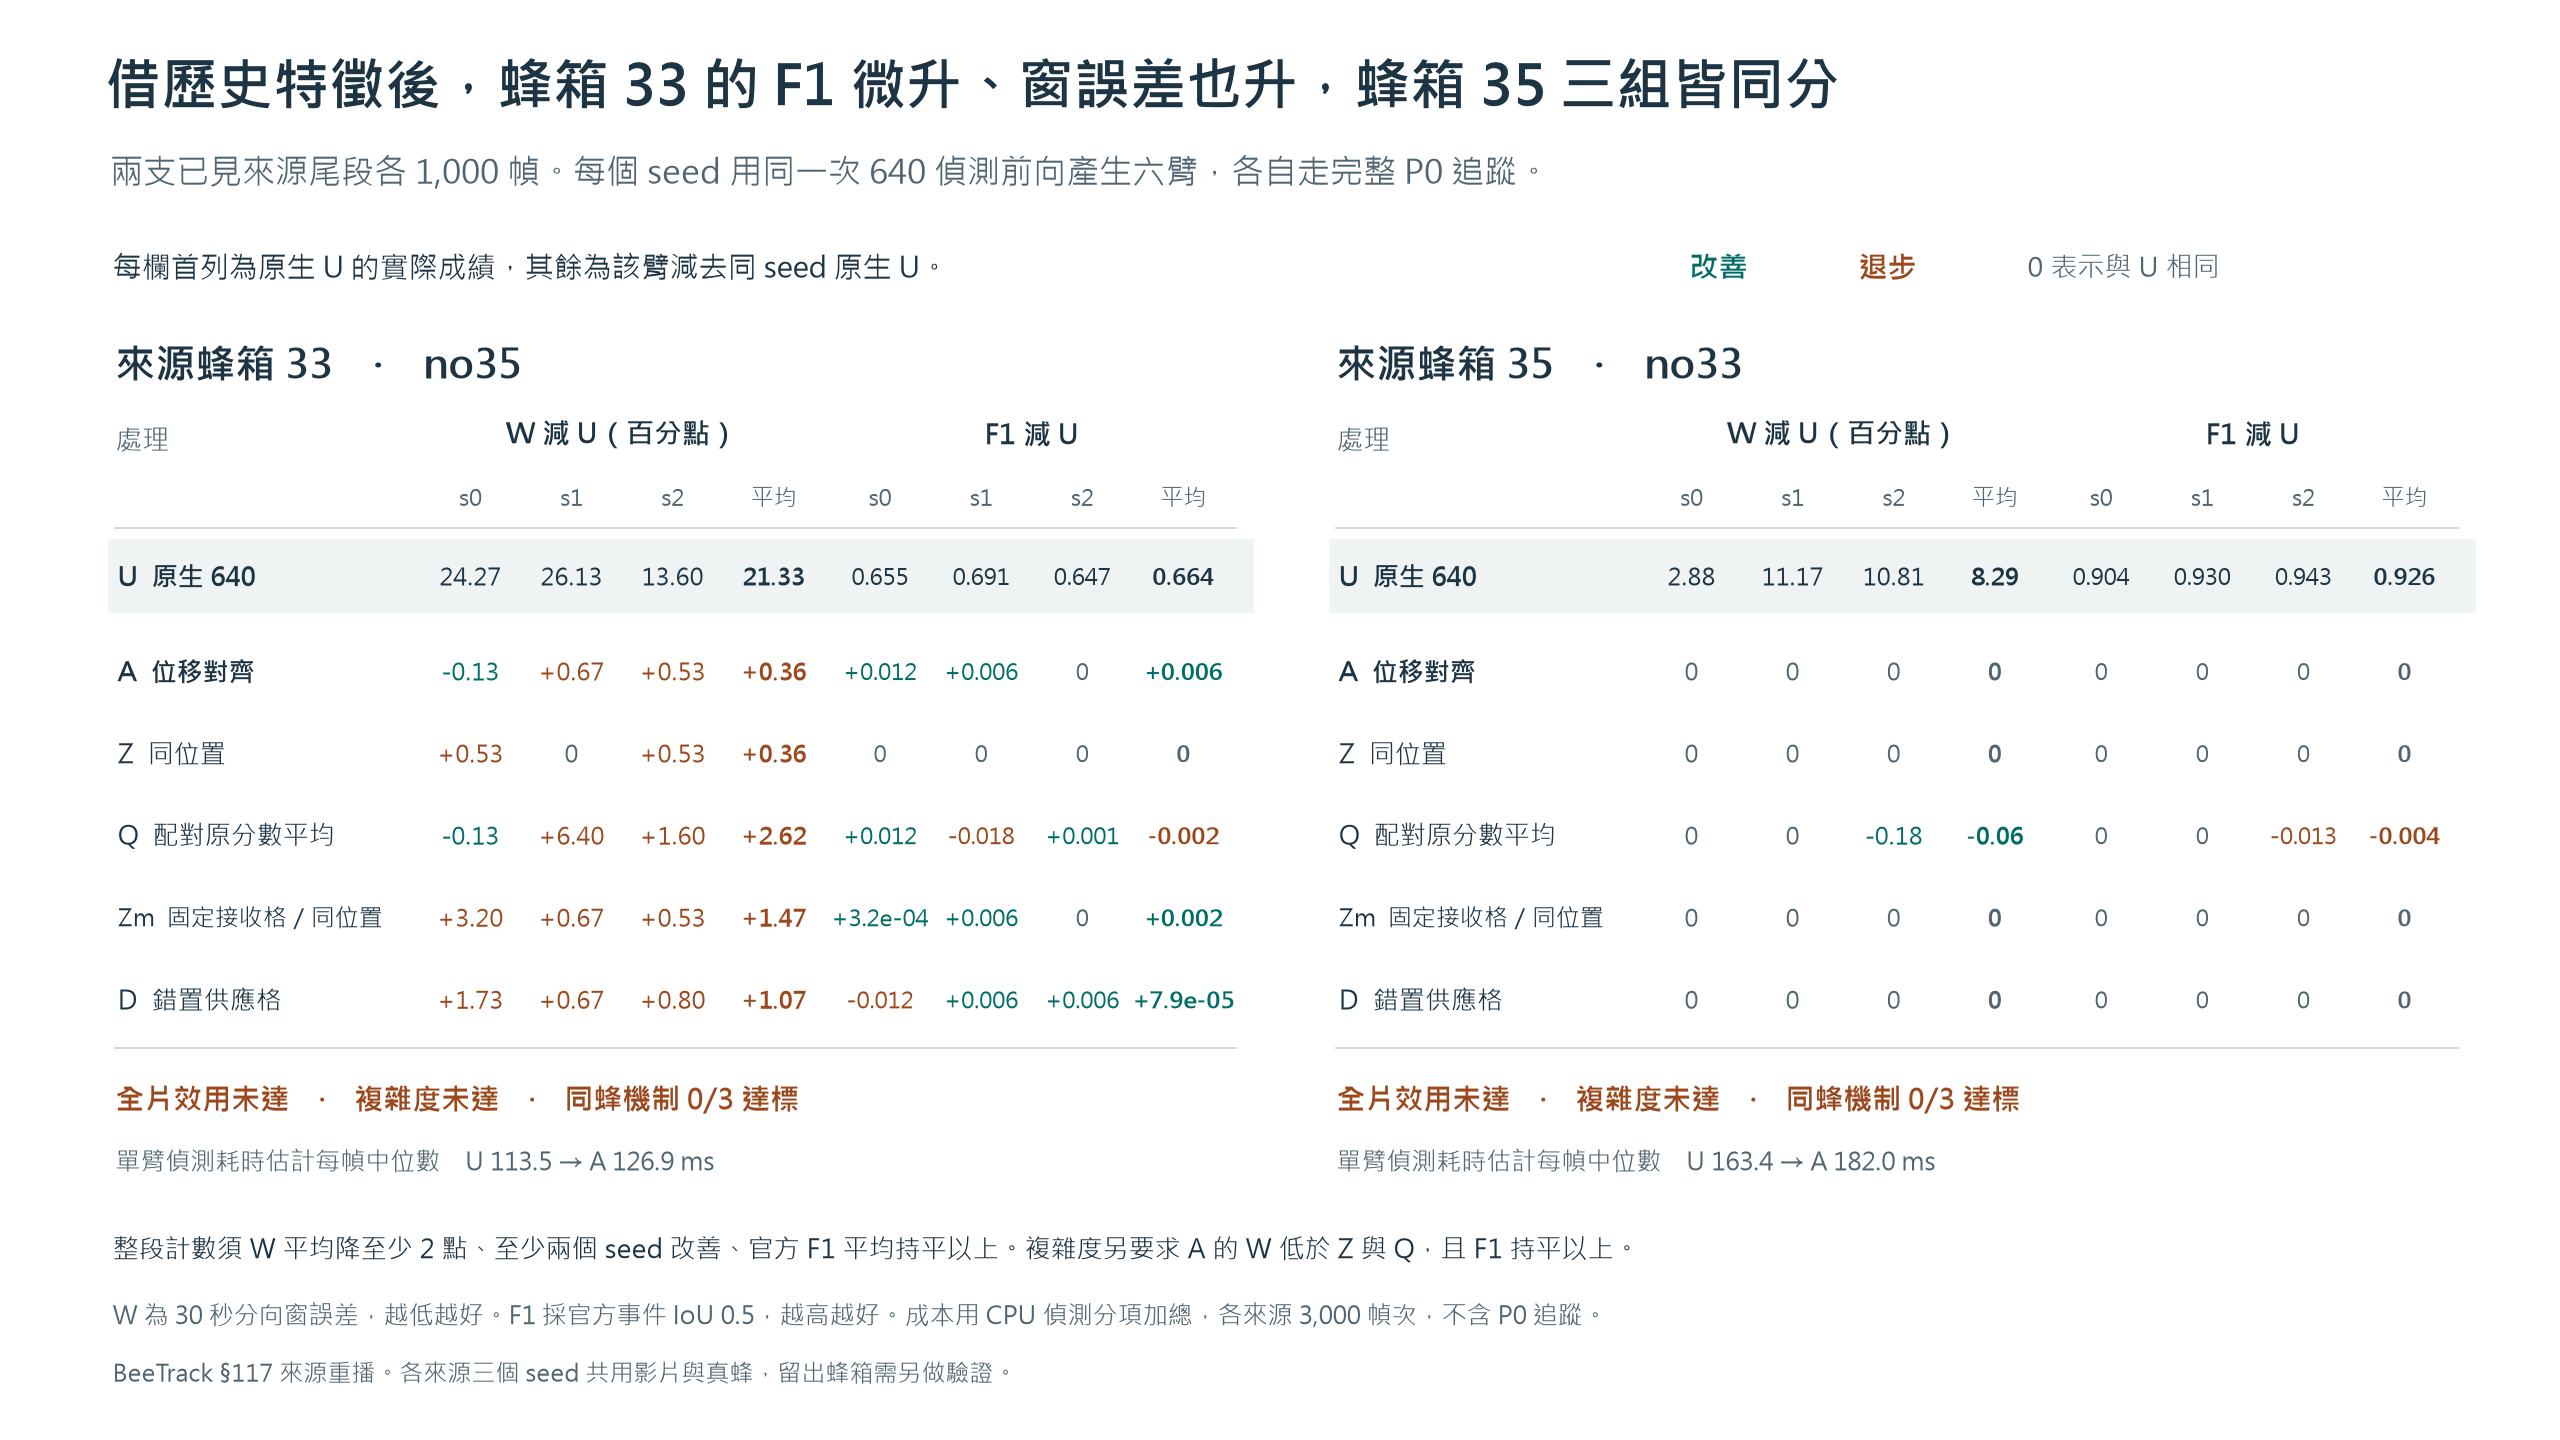 借歷史特徵後，蜂箱 33 的 F1 微升、窗誤差也升，蜂箱 35 三組皆同分
兩支已見來源尾段各 1,000 幀。每個 seed 用同一次 640 偵測前向產生六臂，各自走完整 P0 追蹤。
每欄首列為原生 U 的實際成績，其餘為該臂減去同 seed 原生 U。
改善 退步 0 表示與 U 相同
來源蜂箱 33 · no35
處理 W 減 U（百分點） F1 減 U
s0 s1 s2 平均 s0 s1 s2 平均
U 原生 640 24.27 26.13 13.60 21.33 0.655 0.691 0.647 0.664
A 位移對齊 -0.13 +0.67 +0.53 +0.36 +0.012 +0.006 0 +0.006
Z 同位置 +0.53 0 +0.53 +0.36 0 0 0 0
Q 配對原分數平均 -0.13 +6.40 +1.60 +2.62 +0.012 -0.018 +0.001 -0.002
Zm 固定接收格 / 同位置 +3.20 +0.67 +0.53 +1.47 +3.2e-04 +0.006 0 +0.002
D 錯置供應格 +1.73 +0.67 +0.80 +1.07 -0.012 +0.006 +0.006 +7.9e-05
全片效用未達 · 複雜度未達 · 同蜂機制 0/3 達標
單臂偵測耗時估計每幀中位數 U 113.5 → A 126.9 ms
來源蜂箱 35 · no33
處理 W 減 U（百分點） F1 減 U
s0 s1 s2 平均 s0 s1 s2 平均
U 原生 640 2.88 11.17 10.81 8.29 0.904 0.930 0.943 0.926
A 位移對齊 0 0 0 0 0 0 0 0
Z 同位置 0 0 0 0 0 0 0 0
Q 配對原分數平均 0 0 -0.18 -0.06 0 0 -0.013 -0.004
Zm 固定接收格 / 同位置 0 0 0 0 0 0 0 0
D 錯置供應格 0 0 0 0 0 0 0 0
全片效用未達 · 複雜度未達 · 同蜂機制 0/3 達標
單臂偵測耗時估計每幀中位數 U 163.4 → A 182.0 ms
整段計數須 W 平均降至少 2 點、至少兩個 seed 改善、官方 F1 平均持平以上。複雜度另要求 A 的 W 低於 Z 與 Q，且 F1 持平以上。
W 為 30 秒分向窗誤差，越低越好。F1 採官方事件 IoU 0.5，越高越好。成本用 CPU 偵測分項加總，各來源 3,000 幀次，不含 P0 追蹤。
BeeTrack §117 來源重播。各來源三個 seed 共用影片與真蜂，留出蜂箱需另做驗證。